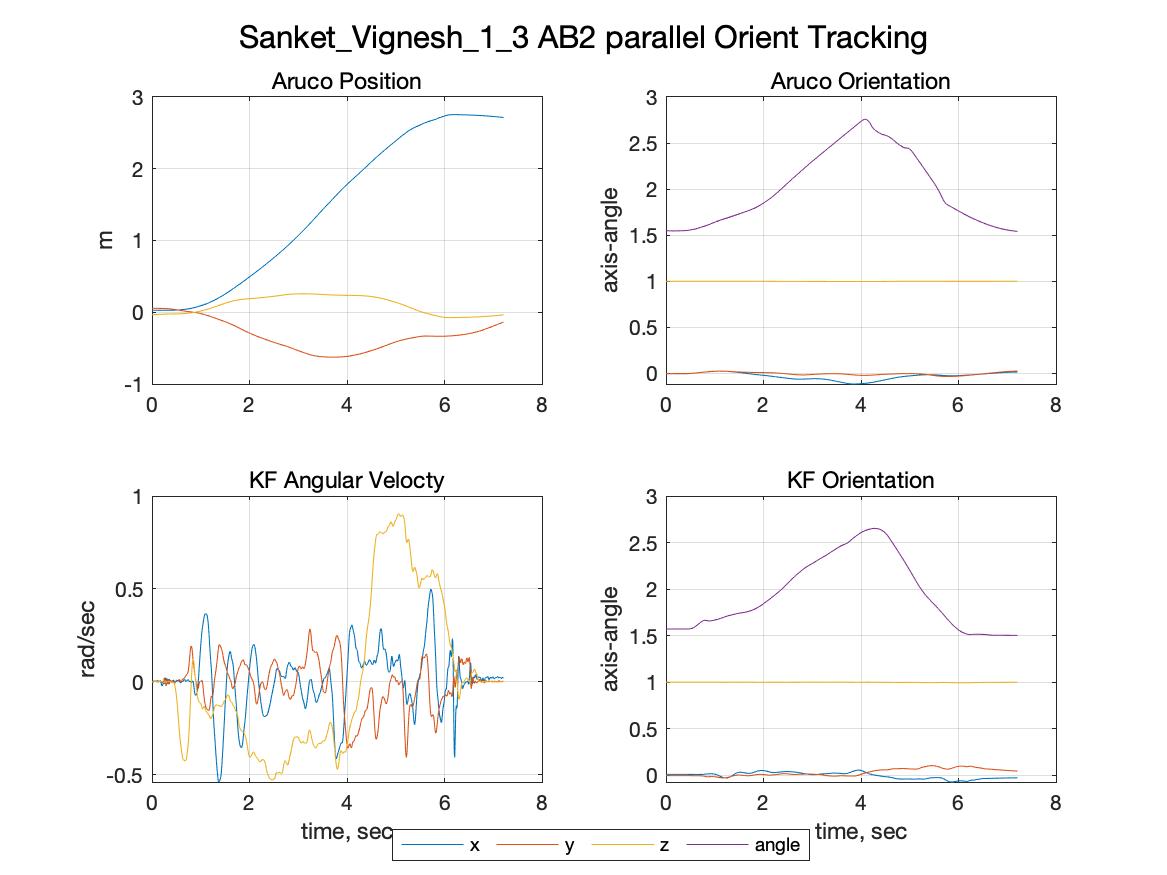 Sanket_Vignesh_1_3 AB2 parallel Orient Tracking
Aruco Position
3
2
1
0
-1
m
0 2 4 6 8
Aruco Orientation
3
2.5
2
1.5
1
0.5
0
axis-angle
0 2 4 6 8
KF Angular Velocty
1
0.5
0
-0.5
rad/sec
0 2 4 6 8
time, sec
KF Orientation
3
2.5
2
1.5
1
0.5
0
axis-angle
0 2 4 6 8
time, sec
x y z angle